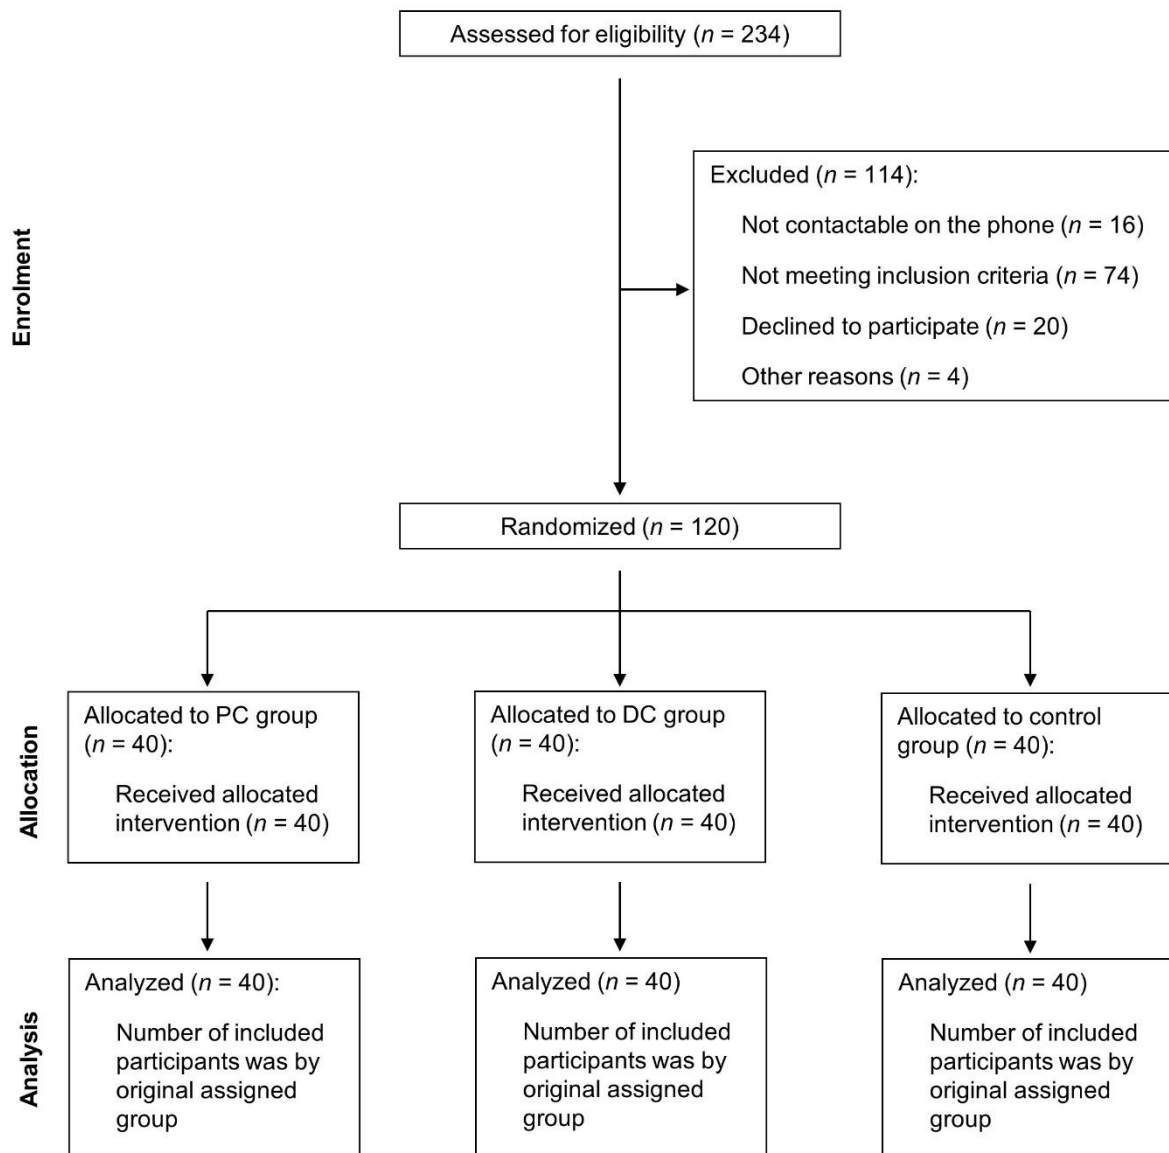 Assessed for eligibility (n = 234)
Enrolment
Excluded (n = 114):
Not contactable on the phone (n = 16)
Not meeting inclusion criteria (n = 74)
Declined to participate (n = 20)
Other reasons (n = 4)
Randomized (n = 120)
Allocation
Allocated to PC group
(n = 40):
Received allocated
intervention (n = 40)
Allocated to DC group
(n = 40):
Received allocated
intervention (n = 40)
Allocated to control
group (n = 40):
Received allocated
intervention (n = 40)
Analysis
Analyzed (n = 40):
Number of included
participants was by
original assigned
group
Analyzed (n = 40)
Number of included
participants was by
original assigned
group
Analyzed (n = 40)
Number of included
participants was by
original assigned
group